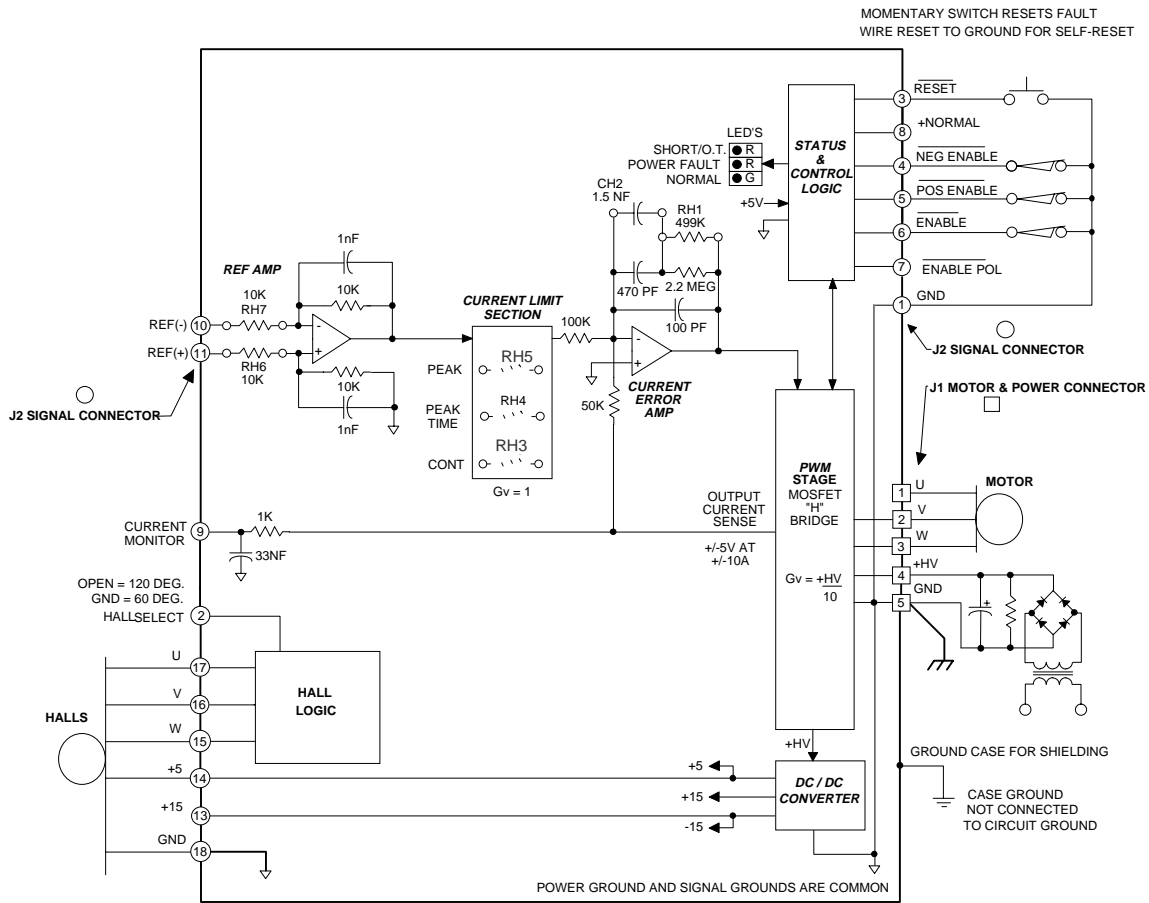 MOMENTARY SWITCH RESETS FAULT
WIRE RESET TO GROUND FOR SELF-RESET
3
RESET
8
+NORMAL
4
NEG ENABLE
5
POS ENABLE
6
ENABLE
7
ENABLE POL
1
GND
STATUS
&
CONTROL
LOGIC
LED'S
SHORT/O.T.
R
POWER FAULT
R
NORMAL
G
+5V
CH2
1.5 NF
RH1
499K
470 PF
2.2 MEG
100 PF
1nF
REF AMP
10K
RH7
10K
REF(-)
10
-
REF(+)
11
+
RH6
10K
10K
1nF
J2 SIGNAL CONNECTOR
CURRENT LIMIT
SECTION
PEAK
RH5
PEAK
TIME
RH4
CONT
RH3
Gv = 1
100K
-
+
CURRENT
ERROR
AMP
50K
J2 SIGNAL CONNECTOR
J1 MOTOR & POWER CONNECTOR
PWM
STAGE
MOSFET
"H"
BRIDGE
Gv = +HV
10
OUTPUT
CURRENT
SENSE
+/-5V AT
+/-10A
1
U
MOTOR
2
V
3
W
4
+HV
5
GND
+
CURRENT
MONITOR
9
1K
33NF
OPEN = 120 DEG.
GND = 60 DEG.
HALLSELECT
2
U
17
V
16
W
15
HALLS
HALL
LOGIC
+5
14
+15
13
GND
18
+HV
+5
+15
-15
DC / DC
CONVERTER
GROUND CASE FOR SHIELDING
CASE GROUND
NOT CONNECTED
TO CIRCUIT GROUND
POWER GROUND AND SIGNAL GROUNDS ARE COMMON